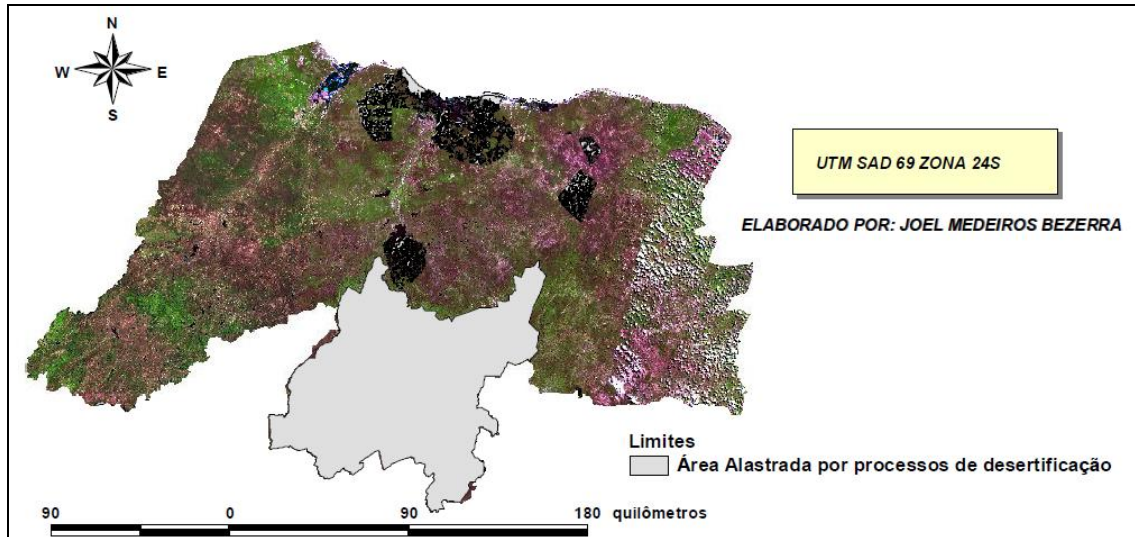 N
W E
S
UTM SAD 69 ZONA 24S
ELABORADO POR: JOEL MEDEIROS BEZERRA
Limites
Área Alastrada por processos de desertificação
90 0 90 180 quilômetros